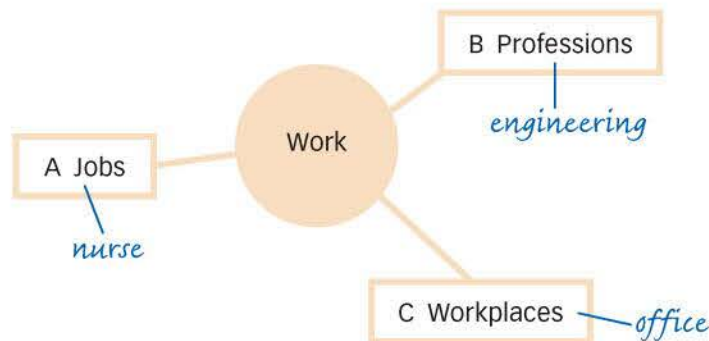 B Professions
engineering
Work
A Jobs
nurse
C Workplaces
office